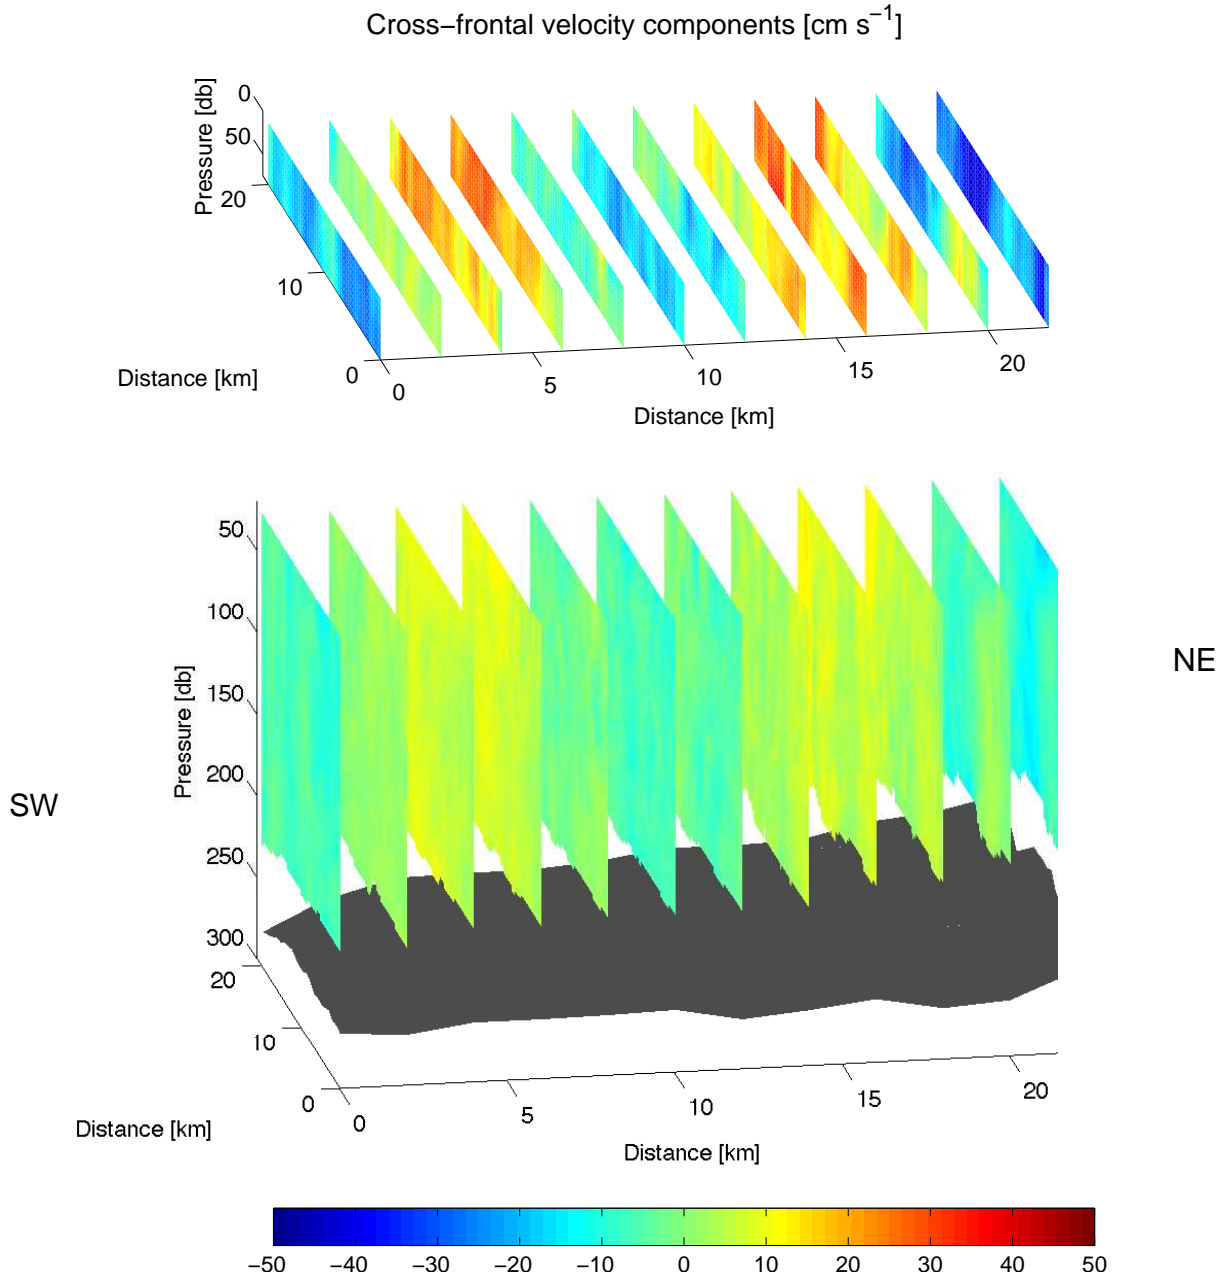 Cross−frontal velocity components [cm s−1]
Pressure [db]
0
50
20
10
0
Distance [km]
0
5
10
15
20
Distance [km]
50
100
150
200
250
300
Pressure [db]
SW
NE
20
10
0
Distance [km]
0
5
10
15
20
Distance [km]
−50 −40 −30 −20 −10 0 10 20 30 40 50